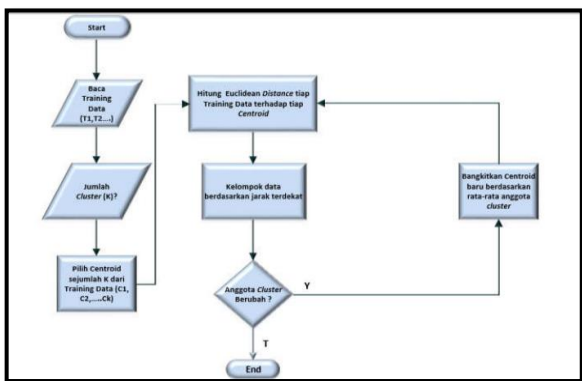 Start
Baca
Training
Data
(T1,T2....)
Jumlah
Cluster (K)?
Pilih Centroid
sejumlah K dari
Training Data (C1,
C2,.....Ck)
Hitung Euclidean Distance tiap
Training Data terhadap tiap
Centroid
Kelompok data
berdasarkan jarak terdekat
Anggota Cluster
Berubah ?
Y
T
End
Bangkitkan Centroid
baru berdasarkan
rata-rata anggota
cluster